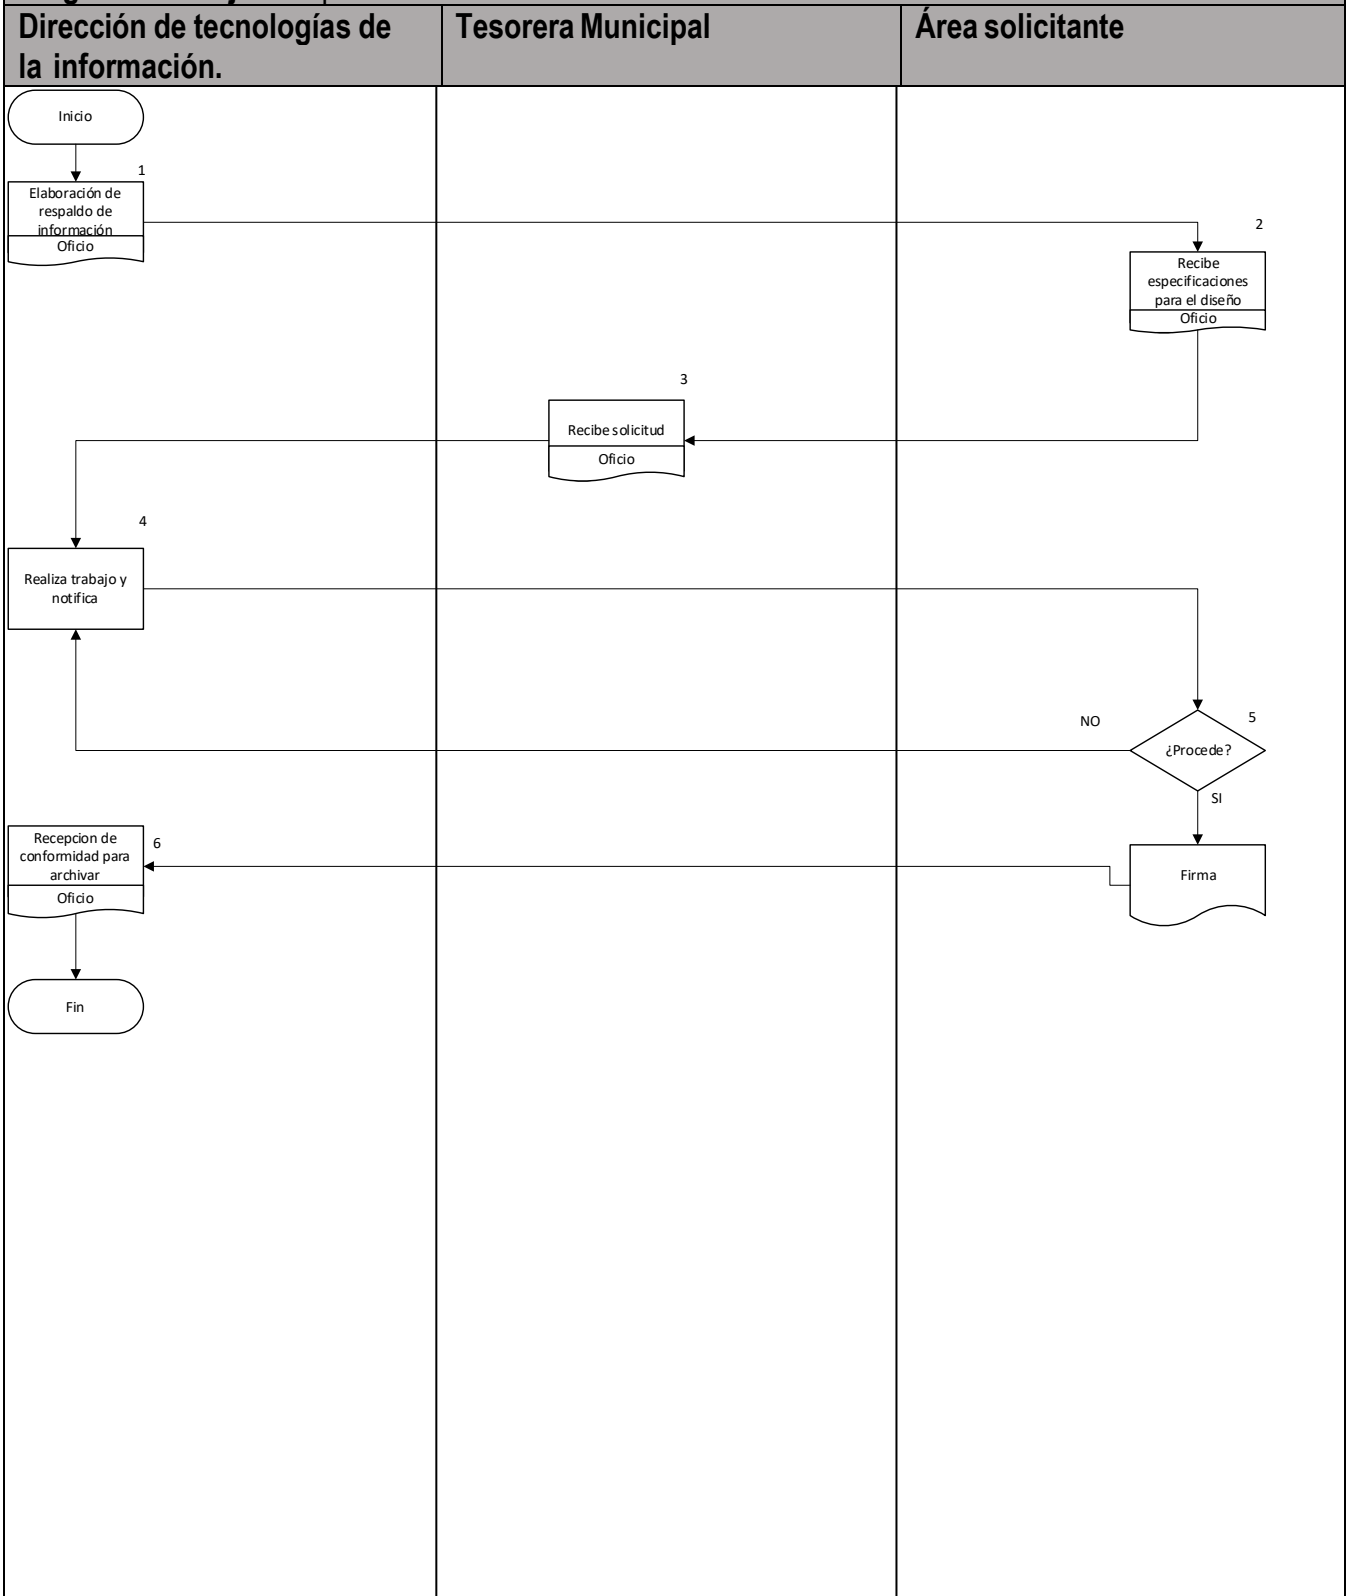 Dirección de tecnologías de
la información.
Tesorera Municipal
Área solicitante
Inicio
1
Elaboración de
respaldo de
información
Oficio
2
Recibe
especificaciones
para el diseño
Oficio
3
Recibe solicitud
Oficio
4
Realiza trabajo y
notifica
NO
5
¿Procede?
SI
Recepcion de
conformidad para
archivar
Oficio
6
Firma
Fin